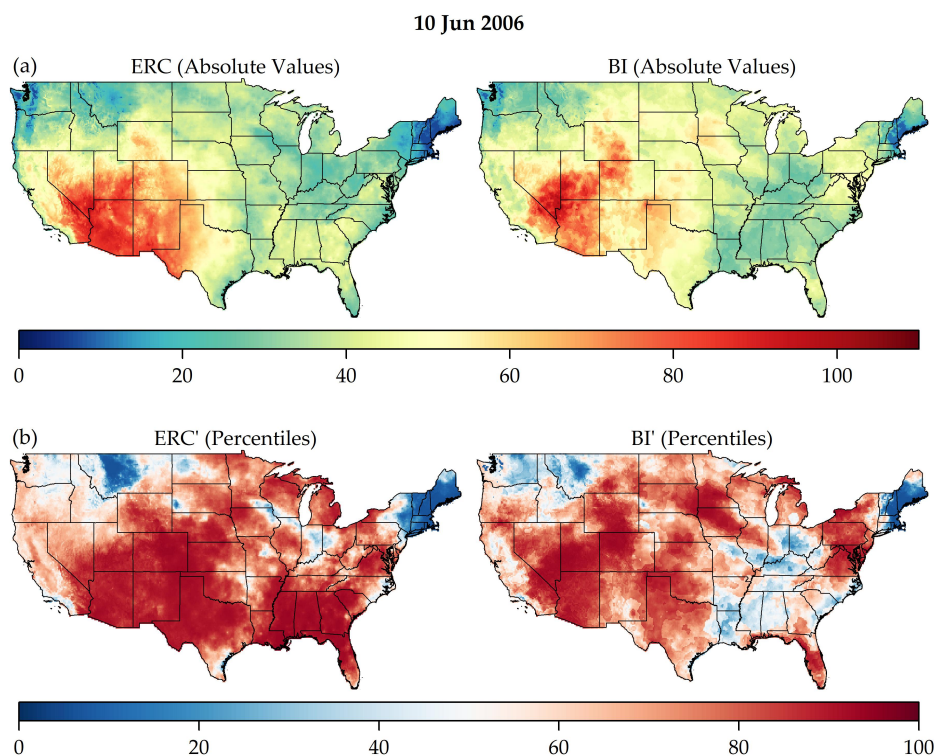 10 Jun 2006
(a)
ERC (Absolute Values)
BI (Absolute Values)
0 20 40 60 80 100
(b)
ERC' (Percentiles)
BI' (Percentiles)
0 20 40 60 80 100